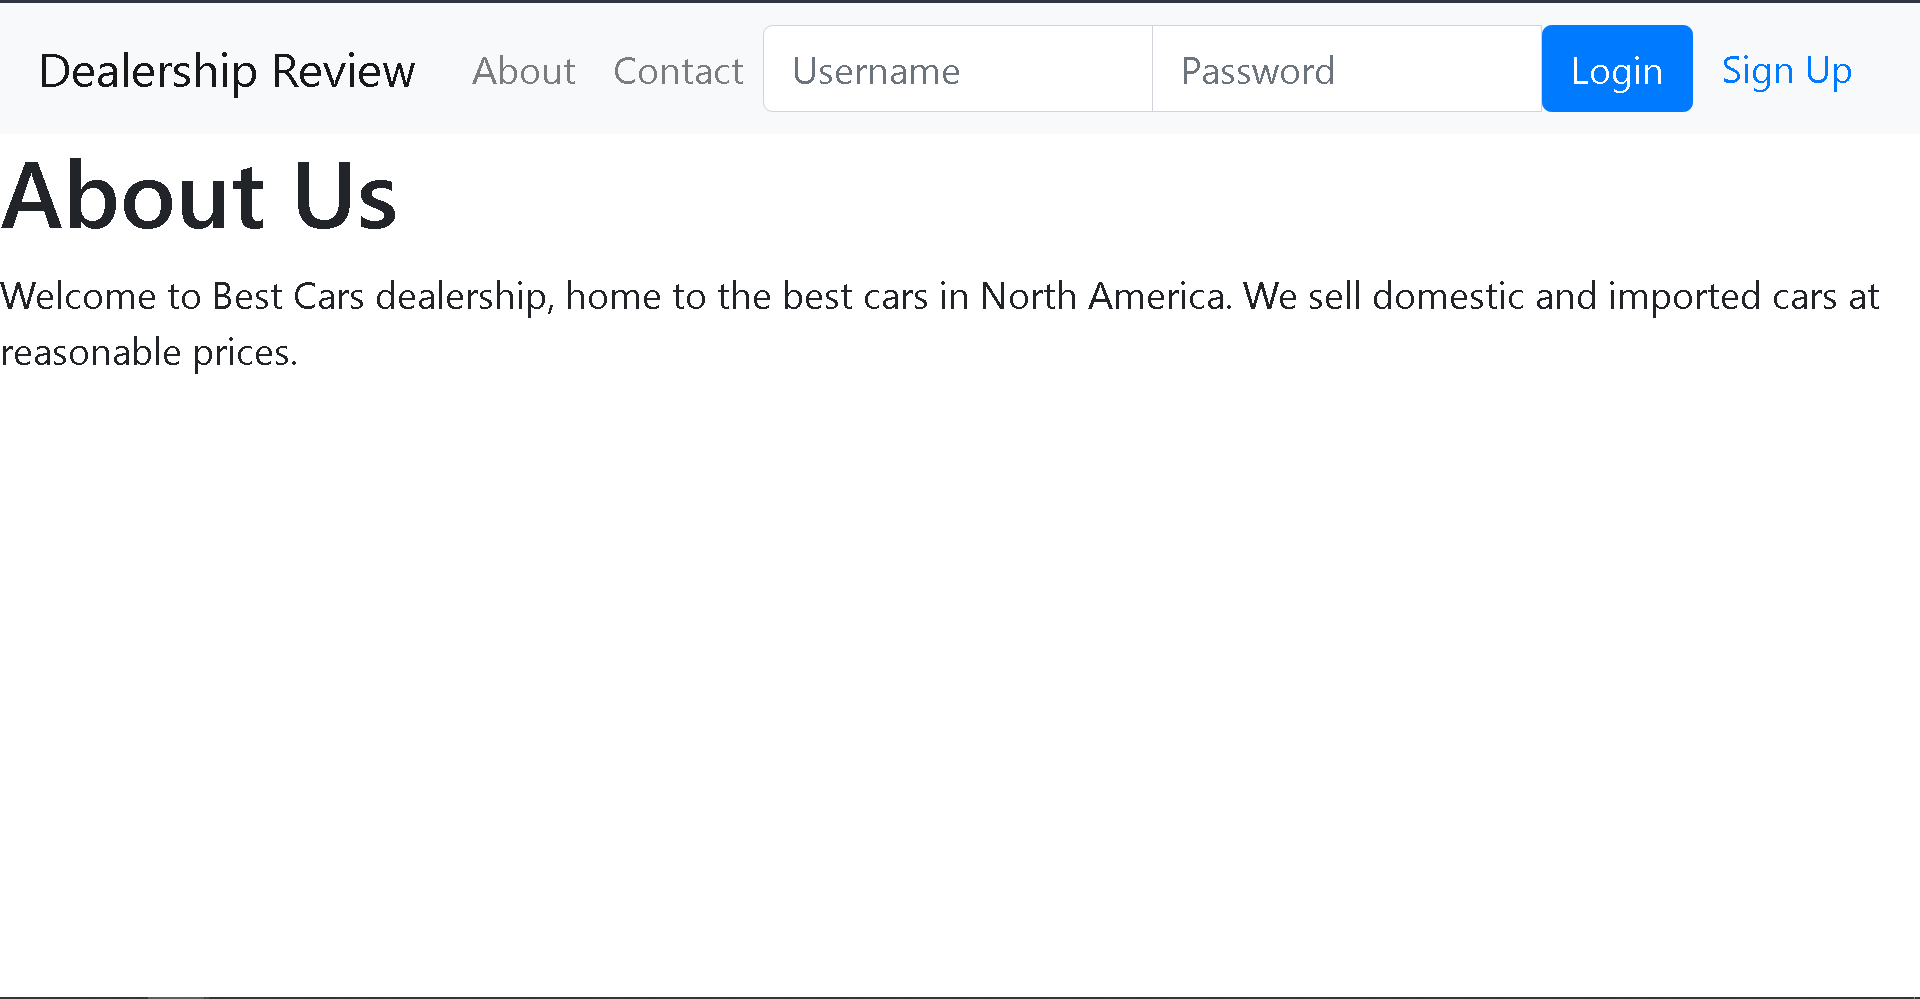 Dealership Review About Contact Username Password Login Sign Up
About Us
Welcome to Best Cars dealership, home to the best cars in North America. We sell domestic and imported cars at
reasonable prices.